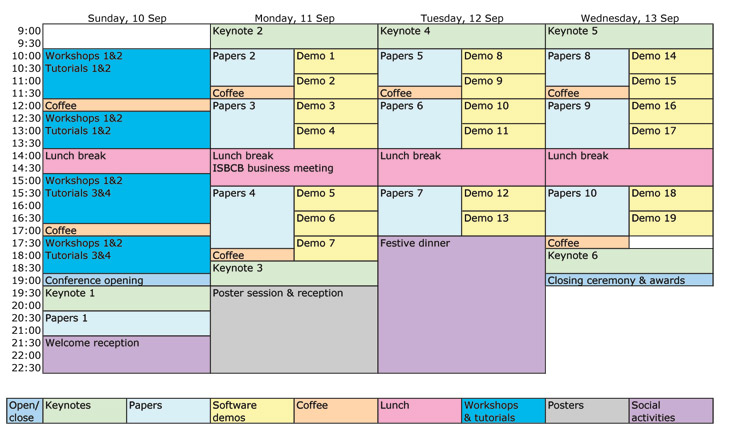 Sunday, 10 Sep Monday, 11 Sep Tuesday, 12 Sep Wednesday, 13 Sep
9:00 Keynote 2 Keynote 4 Keynote 5
9:30
10:00 Workshops 1&2 Papers 2 Demo 1 Papers 5 Demo 8 Papers 8 Demo 14
10:30 Tutorials 1&2
11:00 Demo 2 Demo 9 Demo 15
11:30 Coffee Coffee Coffee
12:00 Coffee Papers 3 Demo 3 Papers 6 Demo 10 Papers 9 Demo 16
12:30 Workshops 1&2
13:00 Tutorials 1&2 Demo 4 Demo 11 Demo 17
13:30
14:00 Lunch break Lunch break Lunch break Lunch break
14:30 ISBCB business meeting
15:00 Workshops 1&2
15:30 Tutorials 3&4 Papers 4 Demo 5 Papers 7 Demo 12 Papers 10 Demo 18
16:00
16:30 Demo 6 Demo 13 Demo 19
17:00 Coffee
17:30 Workshops 1&2 Demo 7 Festive dinner Coffee
18:00 Tutorials 3&4 Coffee Keynote 6
18:30 Keynote 3
19:00 Conference opening Closing ceremony & awards
19:30 Keynote 1 Poster session & reception
20:00
20:30 Papers 1
21:00
21:30 Welcome reception
22:00
22:30
Open/ Keynotes Papers Software Coffee Lunch Workshops Posters Social
close demos & tutorials activities